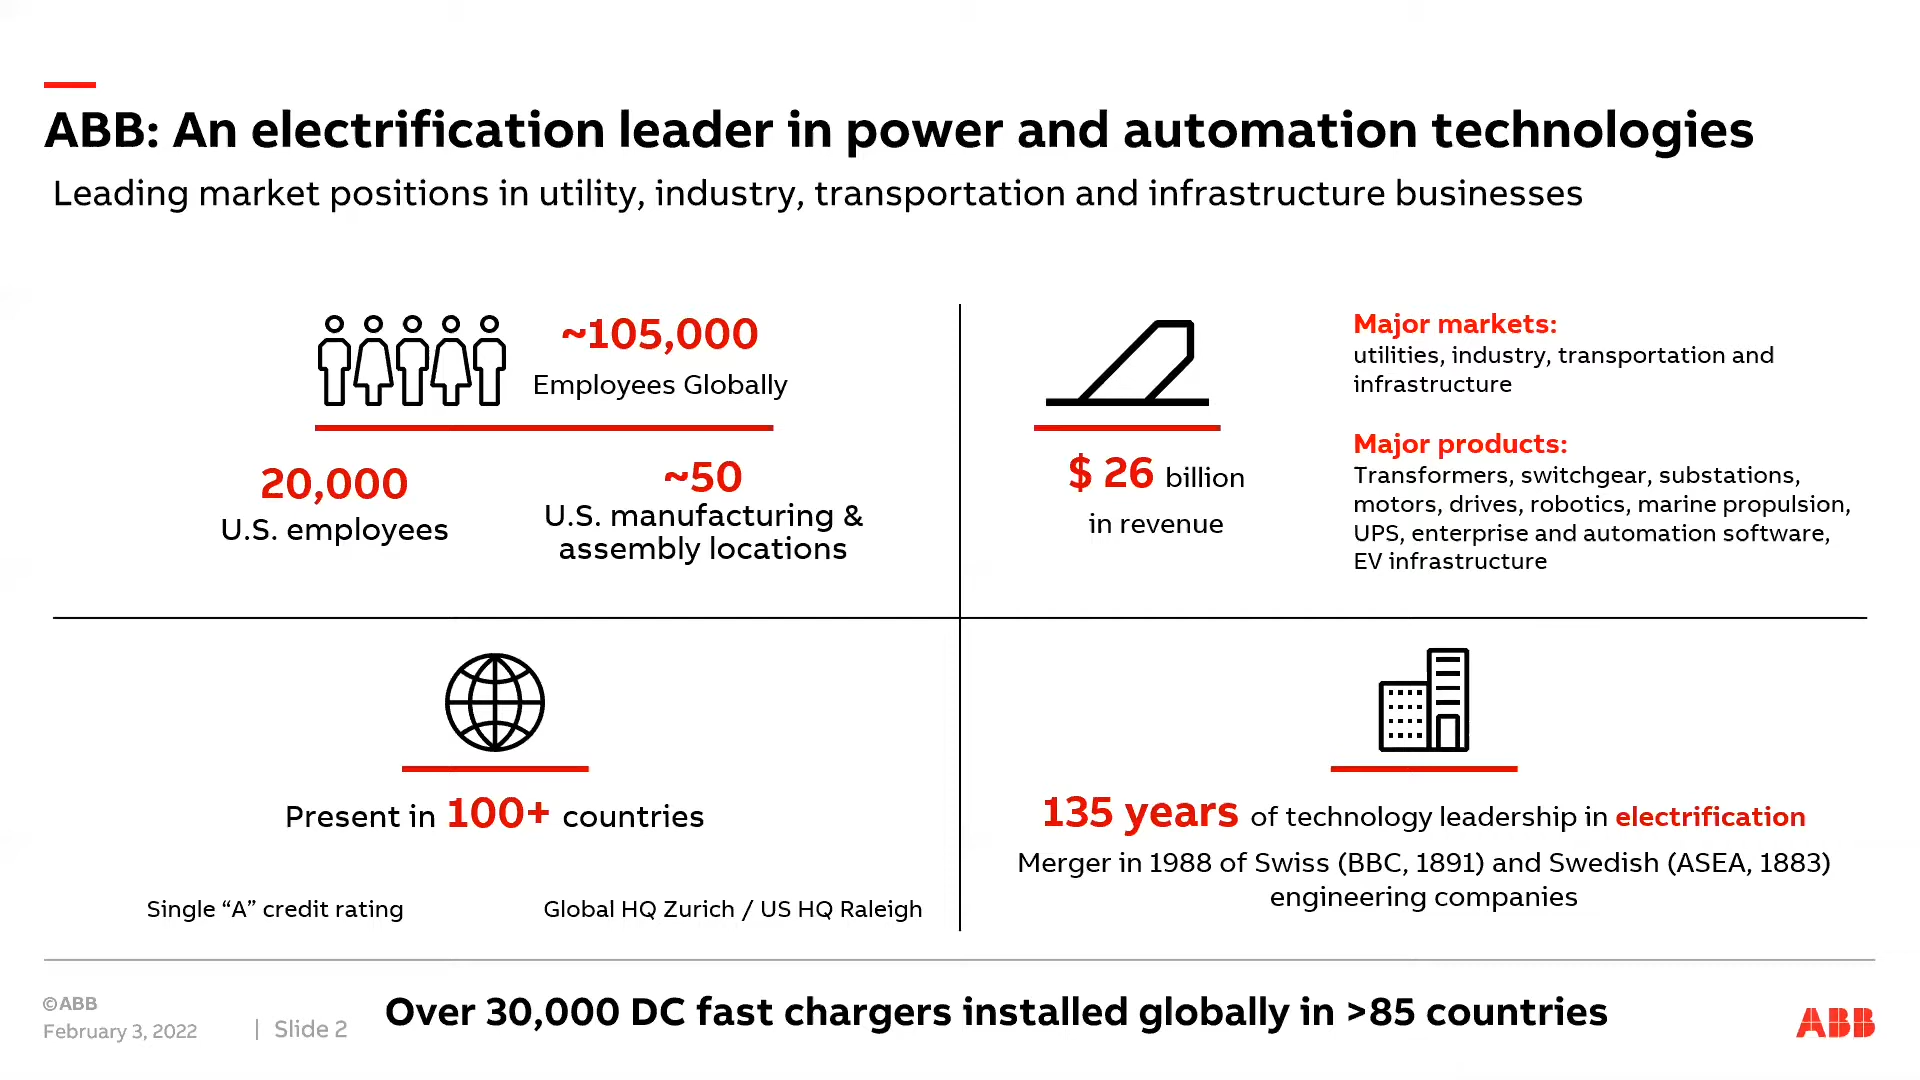 ABB: An electrification leader in power and automation technologies
Leading market positions in utility, industry, transportation and infrastructure businesses
~105,000
Employees Globally
20,000
U.S. employees
~50
U.S. manufacturing &
assembly locations
$ 26 billion
in revenue
Major markets:
utilities, industry, transportation and
infrastructure
Major products:
Transformers, switchgear, substations,
motors, drives, robotics, marine propulsion,
UPS, enterprise and automation software,
EV infrastructure
Present in 100+ countries
Single “A” credit rating
Global HQ Zurich / US HQ Raleigh
135 years of technology leadership in electrification
Merger in 1988 of Swiss (BBC, 1891) and Swedish (ASEA, 1883)
engineering companies
©ABB
February 3, 2022 | Slide 2
Over 30,000 DC fast chargers installed globally in >85 countries
ABB